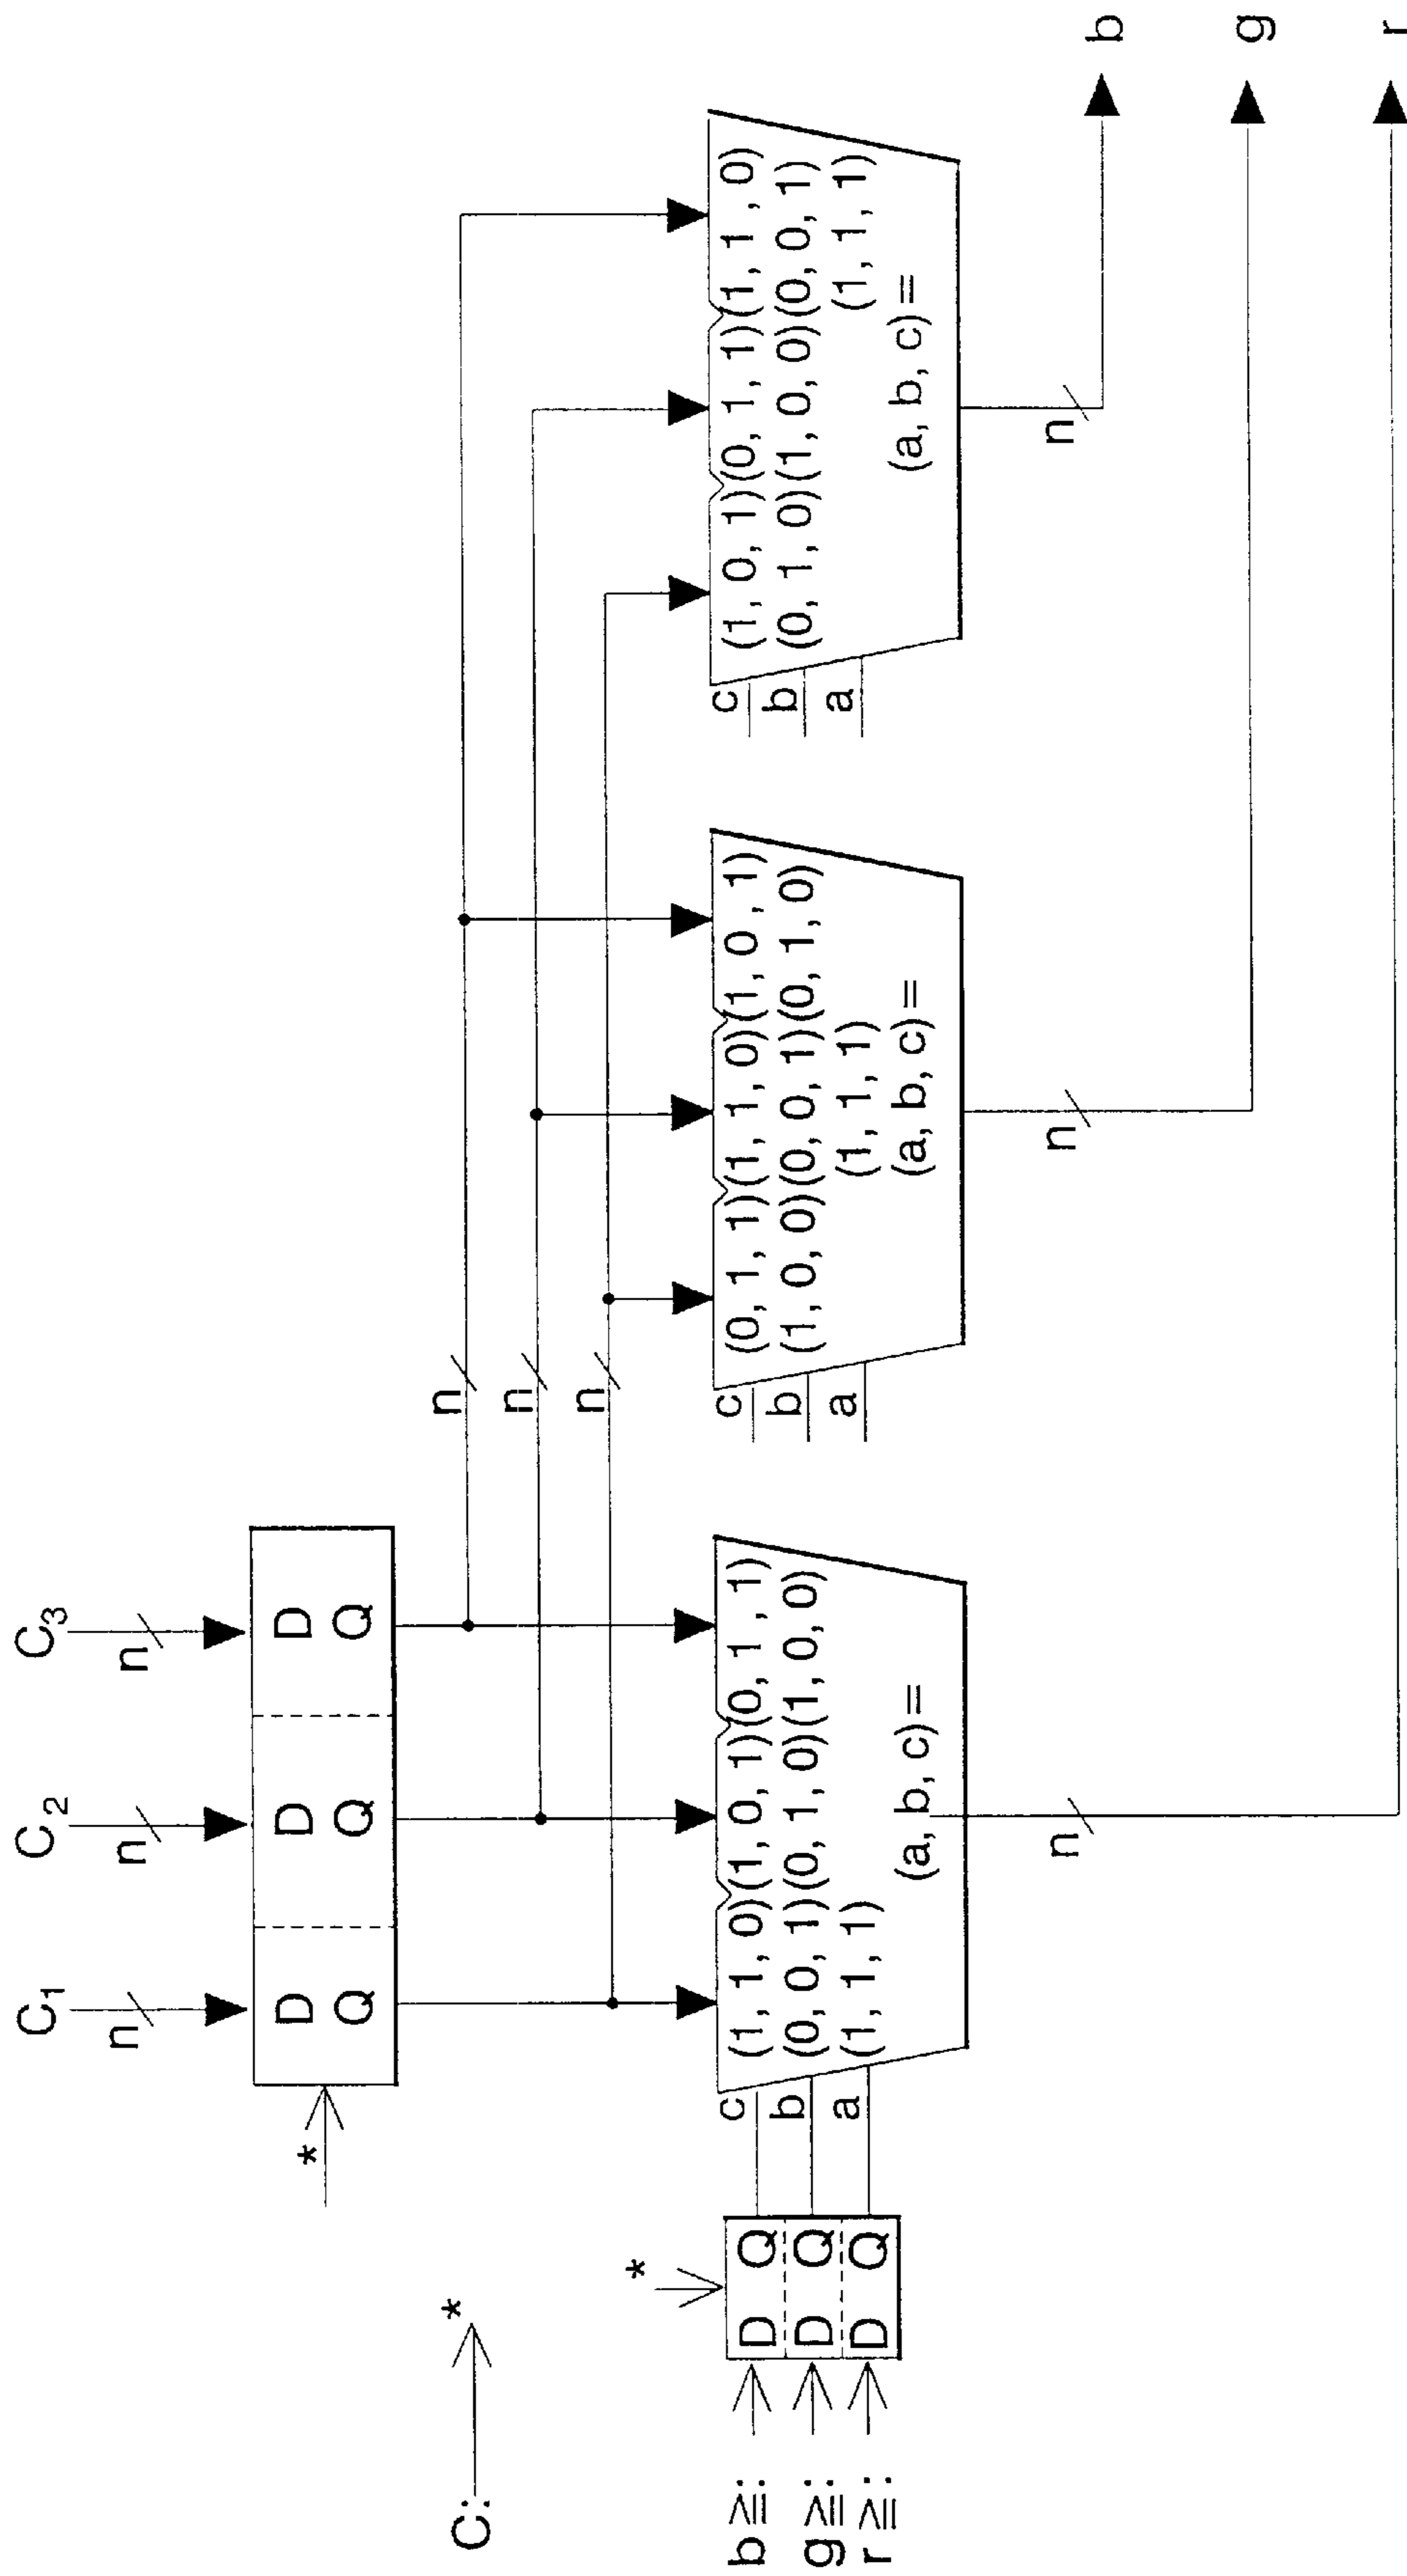 C1 C2 C3
n n n
D D D
Q Q Q
*
C: *
n
n
n
*
b ≧: D Q c
g ≧: D Q b
r ≧: D Q a
(1, 1, 0)(1, 0, 1)(0, 1, 1)
(0, 0, 1)(0, 1, 0)(1, 0, 0)
(1, 1, 1)
(a, b, c)=
n
c
b
a
(0, 1, 1)(1, 1, 0)(1, 0, 1)
(1, 0, 0)(0, 0, 1)(0, 1, 0)
(1, 1, 1)
(a, b, c)=
n
c
b
a
(1, 0, 1)(0, 1, 1)(1, 1, 0)
(0, 1, 0)(1, 0, 0)(0, 0, 1)
(1, 1, 1)
(a, b, c)=
n
b
g
r